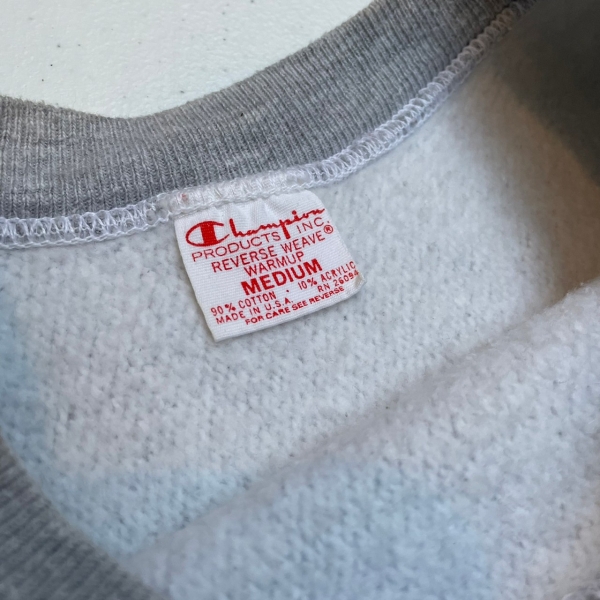 Champion
PRODUCTS INC.
REVERSE WEAVE®
WARMUP
MEDIUM
90% COTTON . 10% ACRYLIC
MADE IN U.S.A. RN 26094
FOR CARE SEE REVERSE